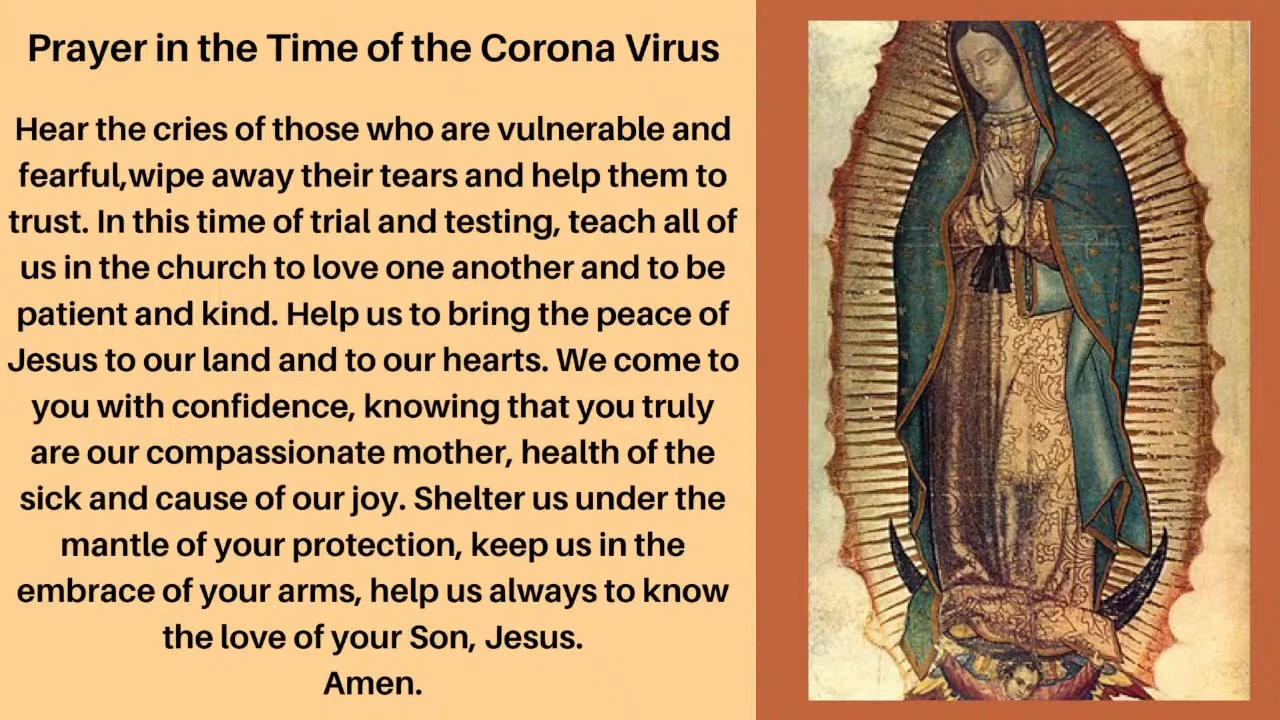 Prayer in the Time of the Corona Virus
Hear the cries of those who are vulnerable and
fearful,wipe away their tears and help them to
trust. In this time of trial and testing, teach all of
us in the church to love one another and to be
patient and kind. Help us to bring the peace of
Jesus to our land and to our hearts. We come to
you with confidence, knowing that you truly
are our compassionate mother, health of the
sick and cause of our joy. Shelter us under the
mantle of your protection, keep us in the
embrace of your arms, help us always to know
the love of your Son, Jesus.
Amen.